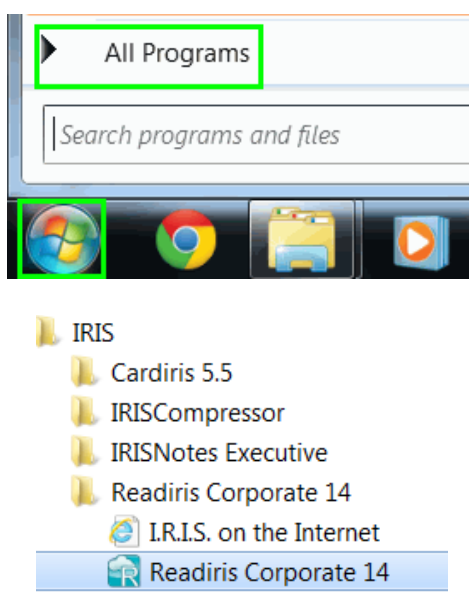 All Programs
Search programs and files
IRIS
Cardiris 5.5
IRISCompressor
IRISNotes Executive
Readiris Corporate 14
I.R.I.S. on the Internet
Readiris Corporate 14